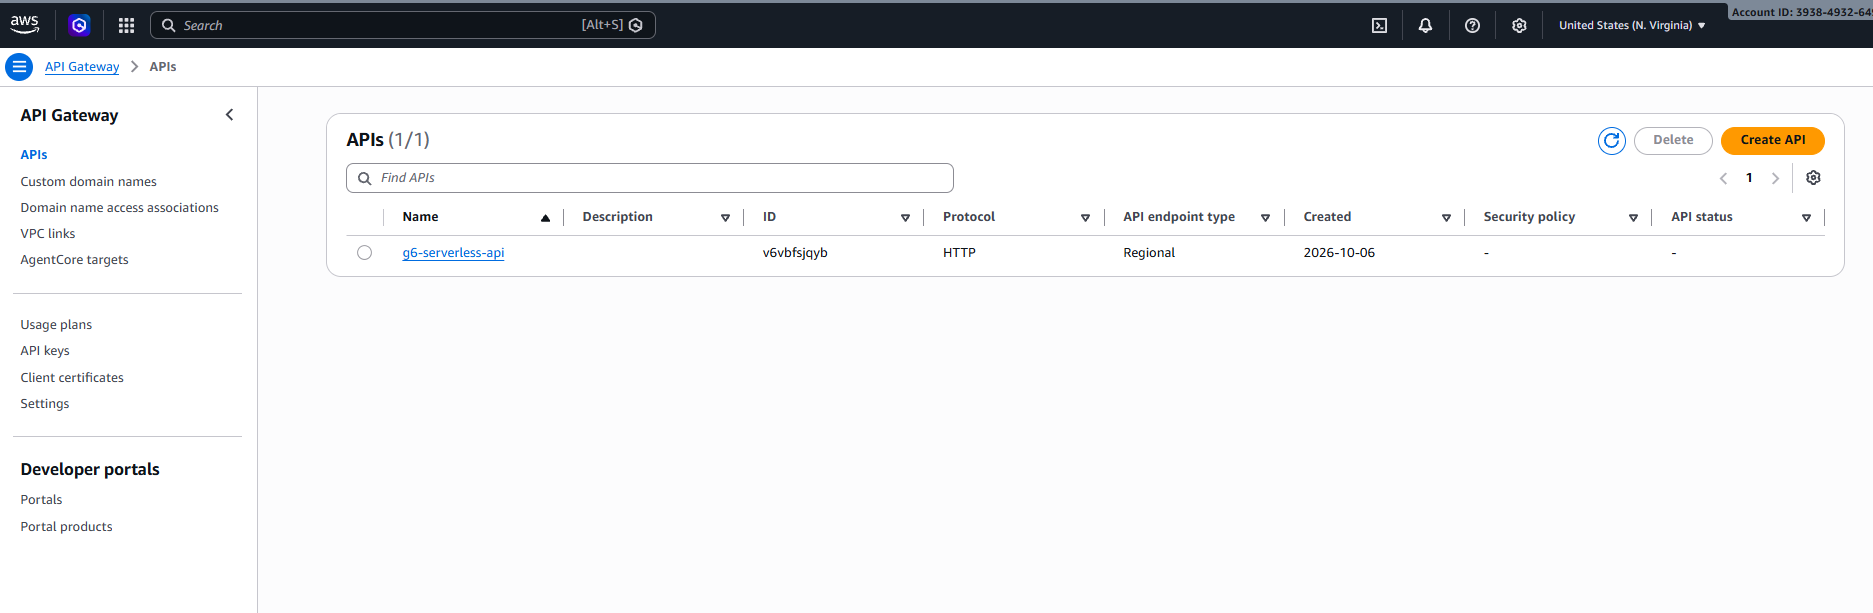 aws
Search [Alt+S]
United States (N. Virginia)
Account ID: 3938-4932-64
API Gateway > APIs
API Gateway
APIs
Custom domain names
Domain name access associations
VPC links
AgentCore targets
Usage plans
API keys
Client certificates
Settings
Developer portals
Portals
Portal products
APIs (1/1)
Delete
Create API
Find APIs
1
Name Description ID Protocol API endpoint type Created Security policy API status
g6-serverless-api v6vbfsjqyb HTTP Regional 2026-10-06 - -